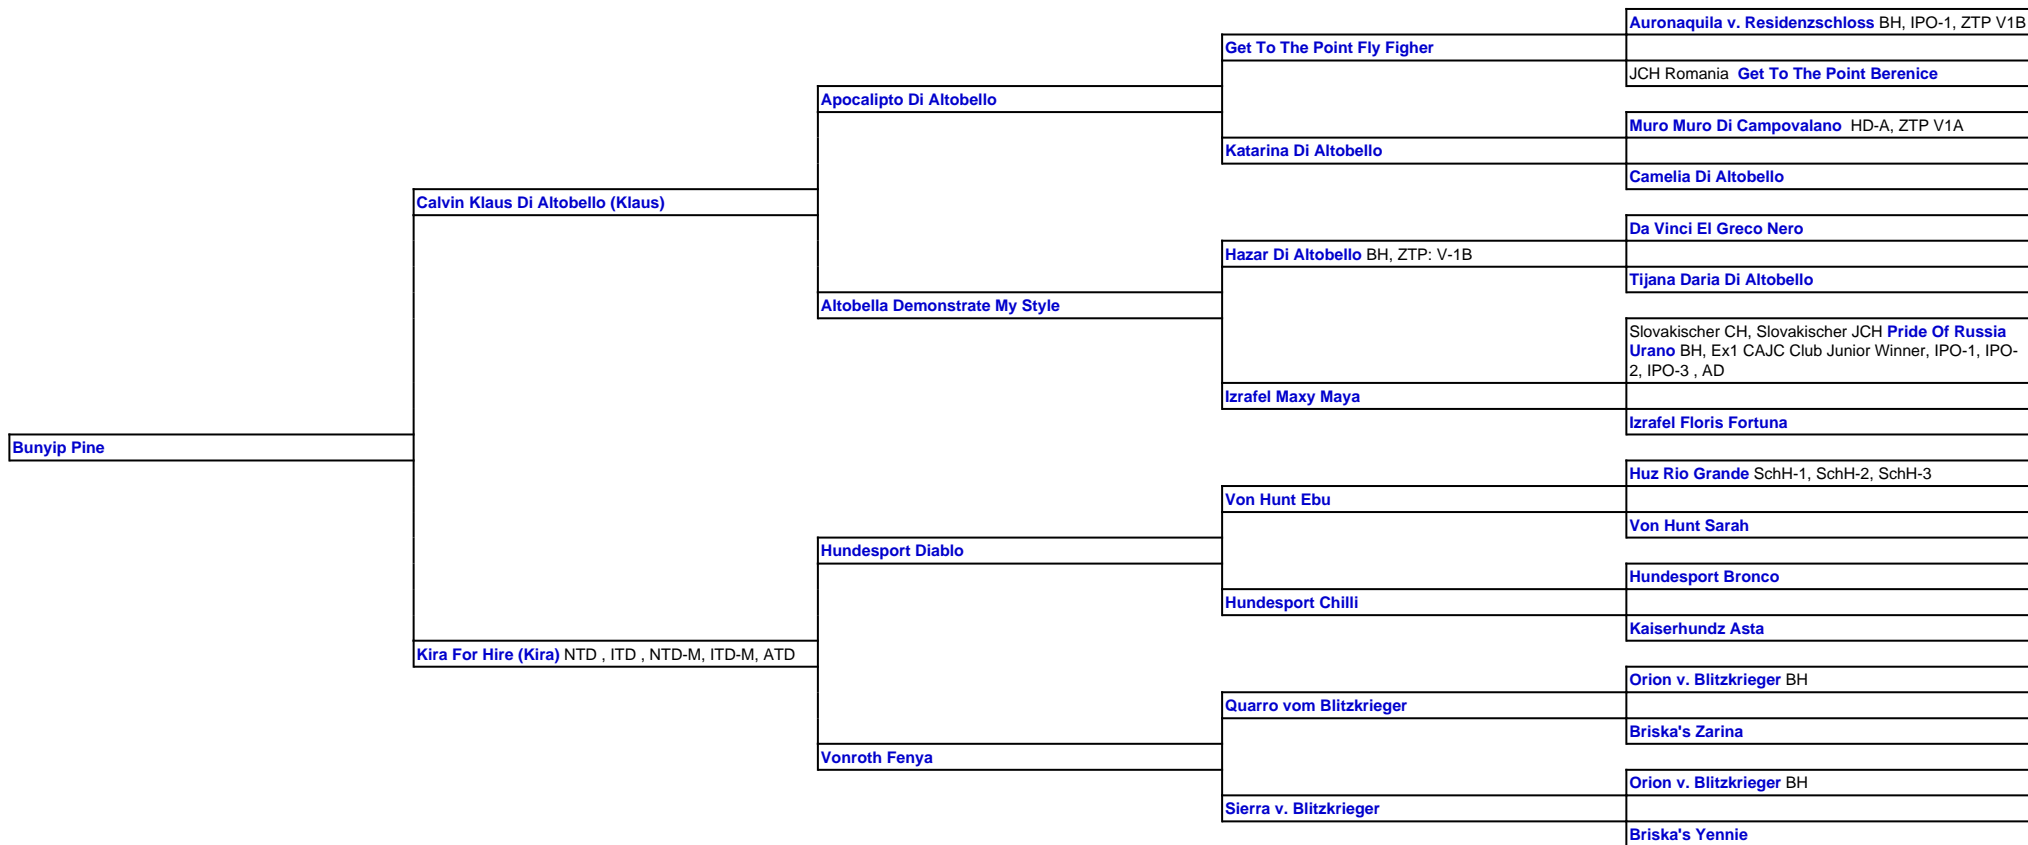 Auronaquila v. Residenzschloss BH, IPO-1, ZTP V1B
Get To The Point Fly Figher
JCH Romania Get To The Point Berenice
Apocalipto Di Altobello
Muro Muro Di Campovalano HD-A, ZTP V1A
Katarina Di Altobello
Camelia Di Altobello
Calvin Klaus Di Altobello (Klaus)
Da Vinci El Greco Nero
Hazar Di Altobello BH, ZTP: V-1B
Tijana Daria Di Altobello
Altobella Demonstrate My Style
Slovakischer CH, Slovakischer JCH Pride Of Russia
Urano BH, Ex1 CAJC Club Junior Winner, IPO-1, IPO-
2, IPO-3 , AD
Izrafel Maxy Maya
Izrafel Floris Fortuna
Bunyip Pine
Huz Rio Grande SchH-1, SchH-2, SchH-3
Von Hunt Ebu
Von Hunt Sarah
Hundesport Diablo
Hundesport Bronco
Hundesport Chilli
Kaiserhundz Asta
Kira For Hire (Kira) NTD , ITD , NTD-M, ITD-M, ATD
Orion v. Blitzkrieger BH
Quarro vom Blitzkrieger
Briska's Zarina
Vonroth Fenya
Orion v. Blitzkrieger BH
Sierra v. Blitzkrieger
Briska's Yennie